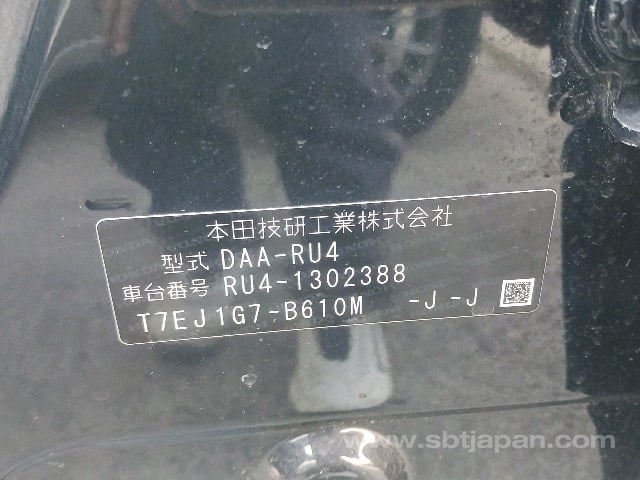 本田技研工業株式会社
型式 DAA-RU4
車台番号 RU4-1302388
T7EJ1G7-B610M -J -J
www.sbtjapan.com